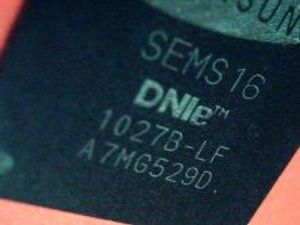 SEMS16
DNIe™
1027B-LF
A7MG529D.